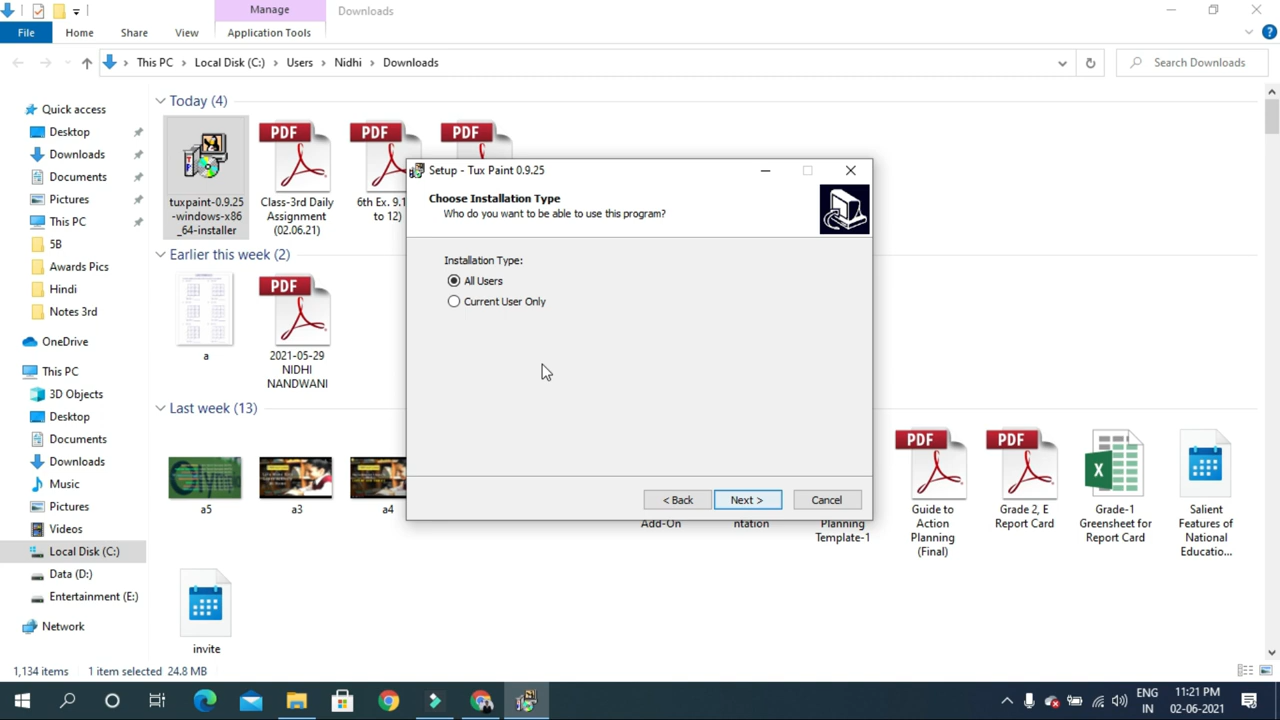 Manage
Downloads
File
Home
Share
View
Application Tools
This PC
Local Disk (C:)
Users
Nidhi
Downloads
Search Downloads
Quick access
Desktop
Downloads
Documents
Pictures
This PC
5B
Awards Pics
Hindi
Notes 3rd
OneDrive
This PC
3D Objects
Desktop
Documents
Downloads
Music
Pictures
Videos
Local Disk (C:)
Data (D:)
Entertainment (E:)
Network
Today (4)
tuxpaint-0.9.25
-windows-x86
_64-installer
PDF
Class-3rd Daily
Assignment
(02.06.21)
PDF
6th Ex. 9.1
to 12)
PDF
Earlier this week (2)
a
PDF
2021-05-29
NIDHI
NANDWANI
Last week (13)
a5
a3
a4
Add-On
ntation
Planning
Template-1
PDF
Guide to
Action
Planning
(Final)
PDF
Grade 2, E
Report Card
Grade-1
Greensheet for
Report Card
Salient
Features of
National
Educatio...
invite
Setup - Tux Paint 0.9.25
Choose Installation Type
Who do you want to be able to use this program?
Installation Type:
All Users
Current User Only
< Back
Next >
Cancel
1,134 items
1 item selected 24.8 MB
ENG
IN
11:21 PM
02-06-2021